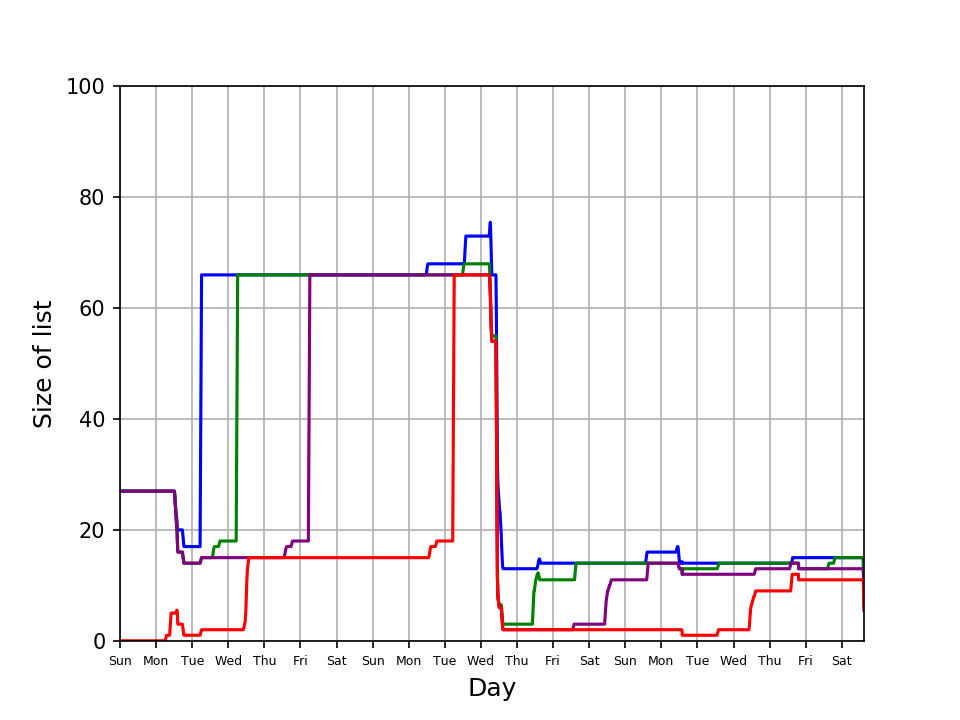 100
80
60
40
20
0
Size of list
Sun Mon Tue Wed Thu Fri Sat Sun Mon Tue Wed Thu Fri Sat Sun Mon Tue Wed Thu Fri Sat
Day